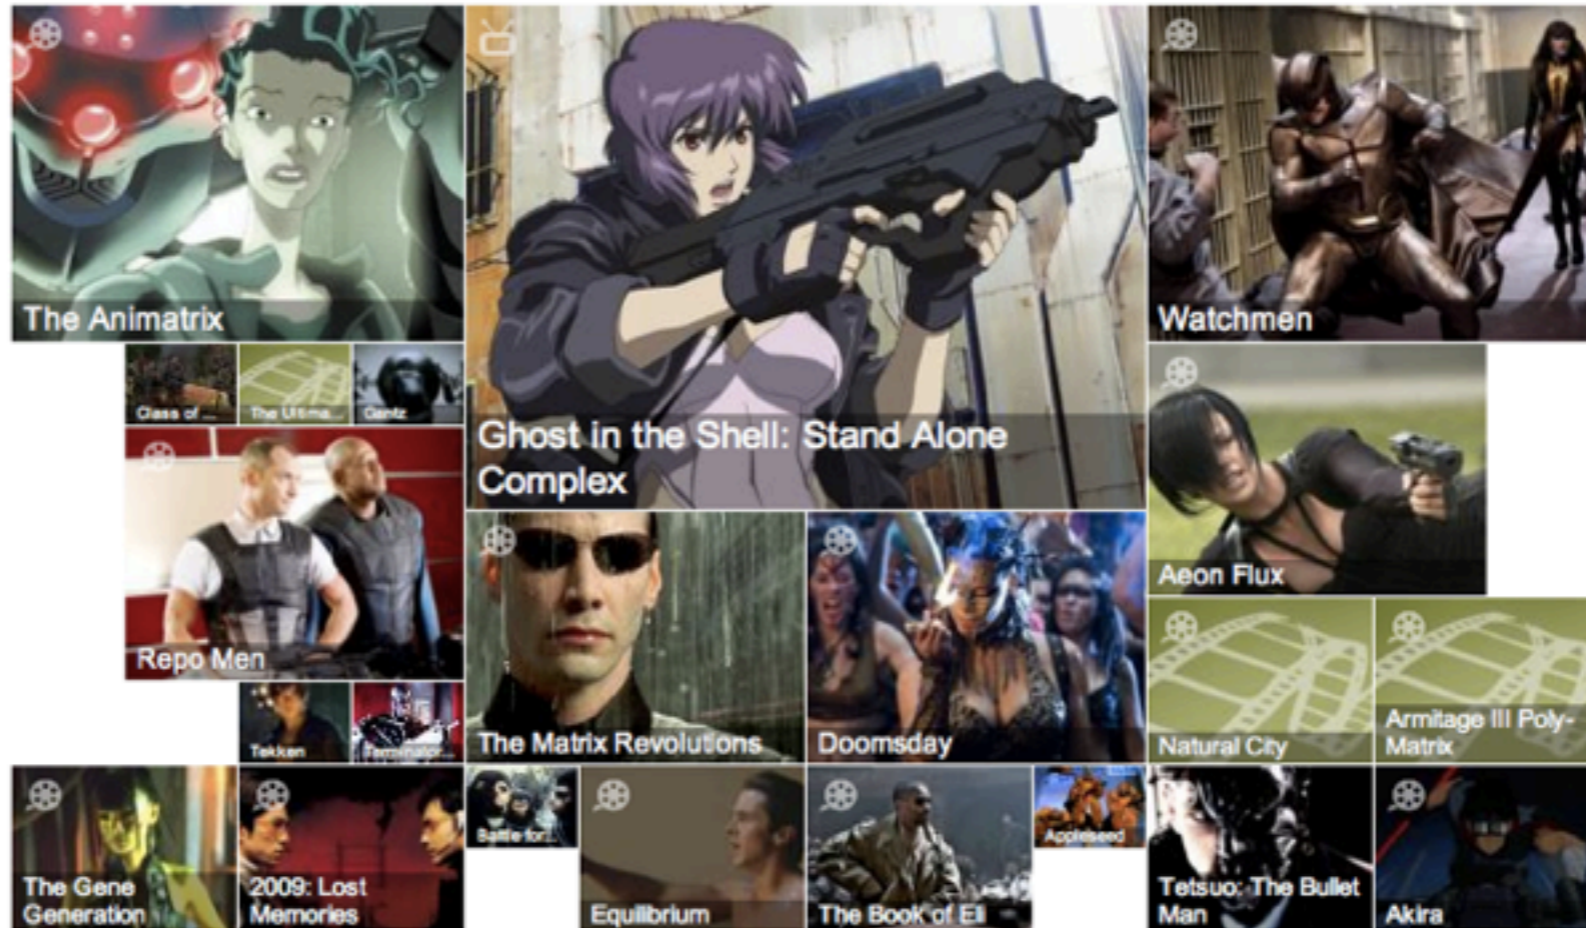 The Animatrix
Ghost in the Shell: Stand Alone
Complex
Watchmen
Class of ...
The Ultima...
Gantz
Aeon Flux
Repo Men
Tekken
Terminator...
The Matrix Revolutions
Doomsday
Natural City
Armitage III Poly-
Matrix
The Gene
Generation
2009: Lost
Memories
Battle for...
Equilibrium
The Book of Eli
Appleseed
Tetsuo: The Bullet
Man
Akira